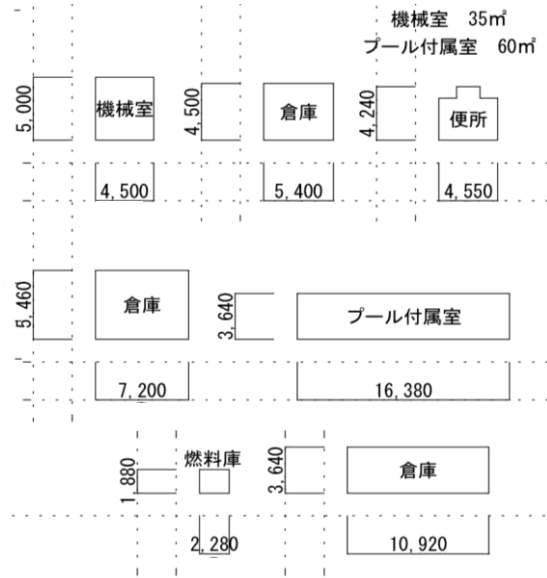 機械室　35㎡
プール付属室　60㎡
5,000
機械室
4,500
4,500
倉庫
5,400
4,240
便所
4,550
5,460
倉庫
7,200
3,640
プール付属室
16,380
1,880
燃料庫
2,280
3,640
倉庫
10,920